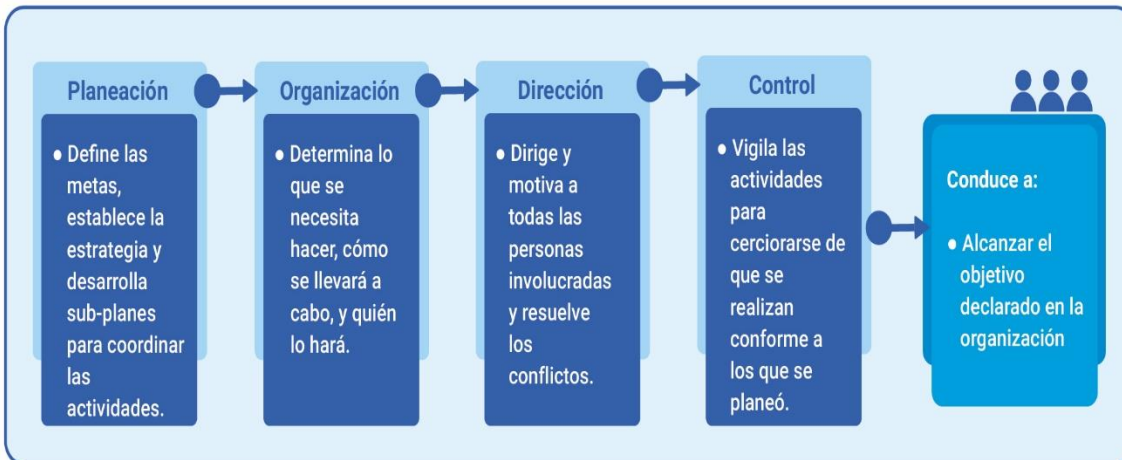 Planeación
● Define las
metas,
establece la
estrategia y
desarrolla
sub-planes
para coordinar
las
actividades.
Organización
● Determina lo
que se
necesita
hacer, cómo
se llevará a
cabo, y quién
lo hará.
Dirección
● Dirige y
motiva a
todas las
personas
involucradas
y resuelve
los
conflictos.
Control
● Vigila las
actividades
para
cerciorarse de
que se
realizan
conforme a
los que se
planeó.
Conduce a:
● Alcanzar el
objetivo
declarado en la
organización